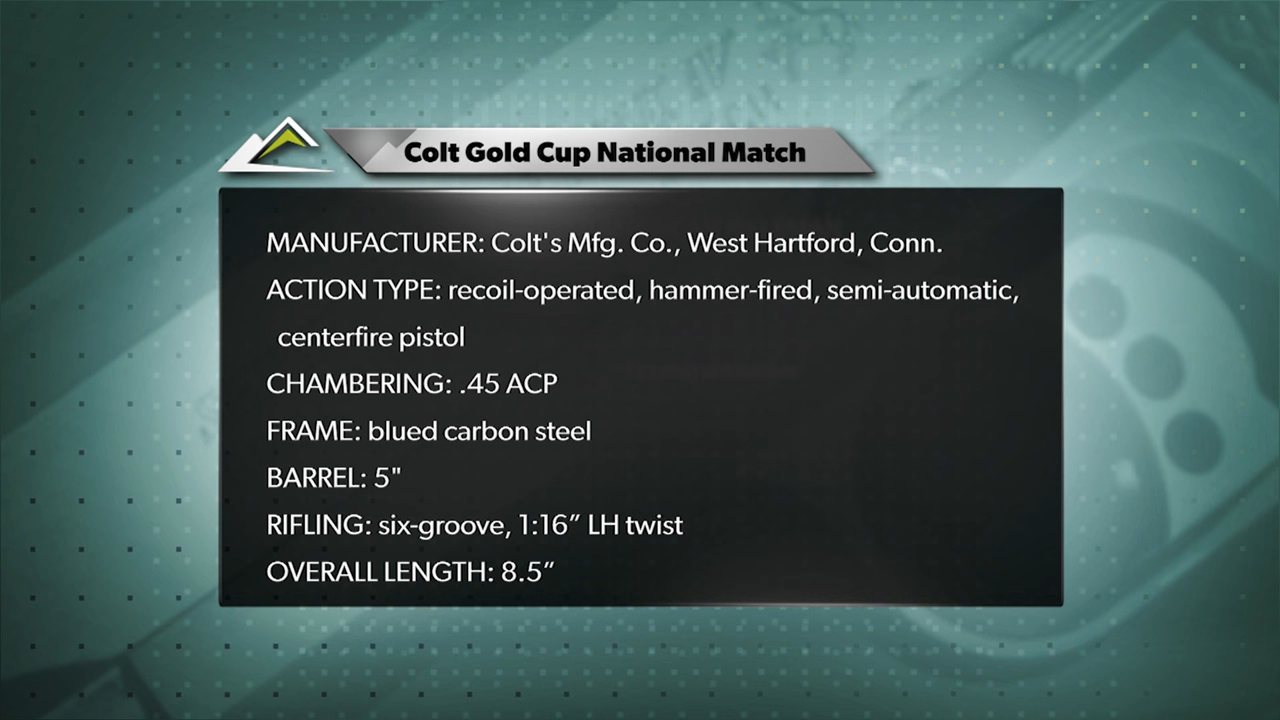 Colt Gold Cup National Match
MANUFACTURER: Colt's Mfg. Co., West Hartford, Conn.
ACTION TYPE: recoil-operated, hammer-fired, semi-automatic,
centerfire pistol
CHAMBERING: .45 ACP
FRAME: blued carbon steel
BARREL: 5"
RIFLING: six-groove, 1:16” LH twist
OVERALL LENGTH: 8.5”